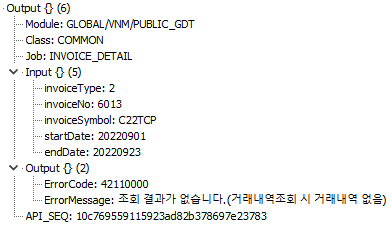 Output {} (6)
Module: GLOBAL/VNM/PUBLIC_GDT
Class: COMMON
Job: INVOICE_DETAIL
Input {} (5)
invoiceType: 2
invoiceNo: 6013
invoiceSymbol: C22TCP
startDate: 20220901
endDate: 20220923
Output {} (2)
ErrorCode: 42110000
ErrorMessage: 조회 결과가 없습니다.(거래내역조회 시 거래내역 없음)
API_SEQ: 10c769559115923ad82b378697e23783